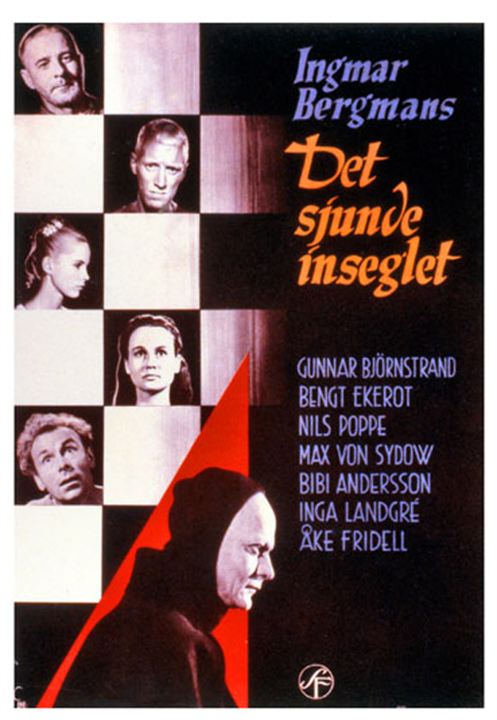 Ingmar
Bergmans
Det
sjunde
inseglet
GUNNAR BJÖRNSTRAND
BENGT EKEROT
NILS POPPE
MAX VON SYDOW
BIBI ANDERSSON
INGA LANDGRÉ
ÅKE FRIDELL
SF